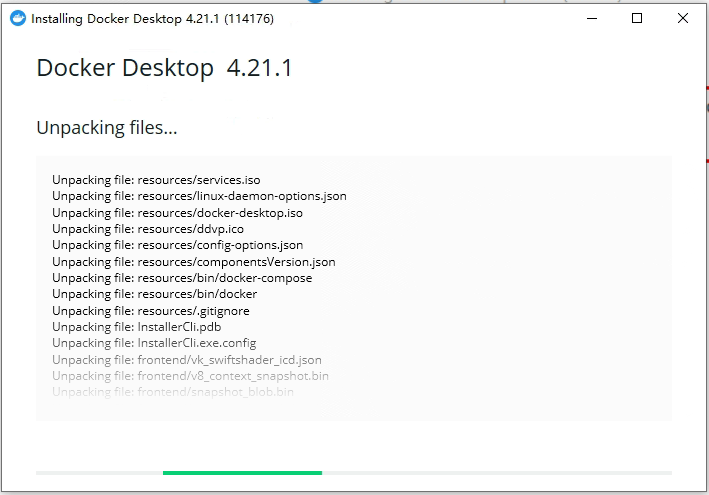 Installing Docker Desktop 4.21.1 (114176)
Docker Desktop 4.21.1
Unpacking files...
Unpacking file: resources/services.iso
Unpacking file: resources/linux-daemon-options.json
Unpacking file: resources/docker-desktop.iso
Unpacking file: resources/ddvp.ico
Unpacking file: resources/config-options.json
Unpacking file: resources/componentsVersion.json
Unpacking file: resources/bin/docker-compose
Unpacking file: resources/bin/docker
Unpacking file: resources/.gitignore
Unpacking file: InstallerCli.pdb
Unpacking file: InstallerCli.exe.config
Unpacking file: frontend/vk_swiftshader_icd.json
Unpacking file: frontend/v8_context_snapshot.bin
Unpacking file: frontend/snapshot_blob.bin